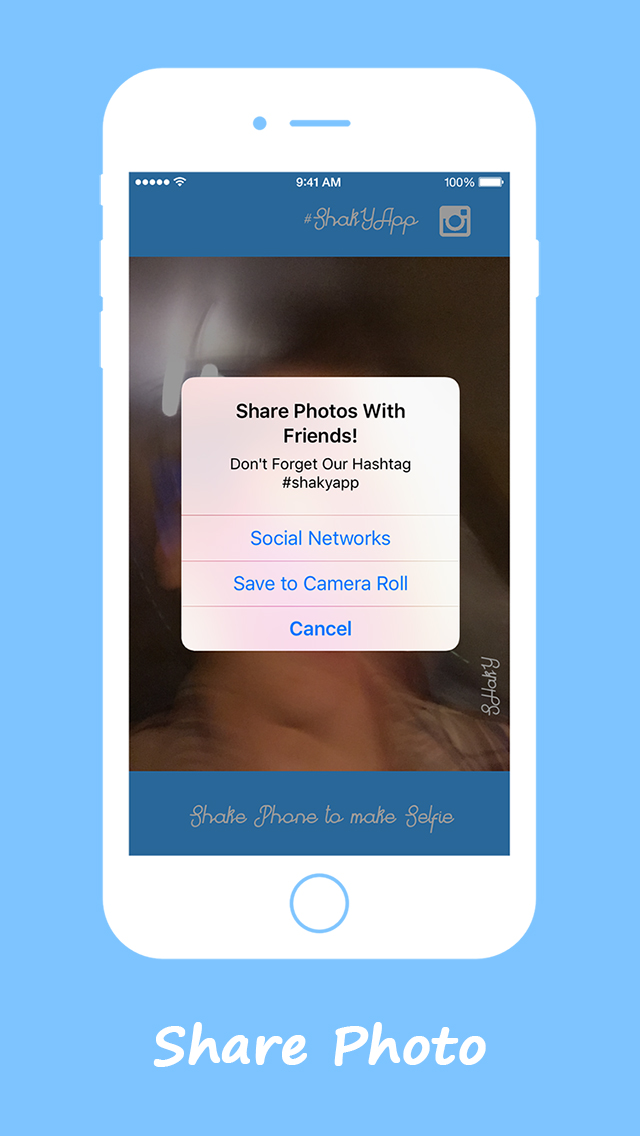 9:41 AM
100%
#ShakYApp
Share Photos With
Friends!
Don't Forget Our Hashtag
#shakyapp
Social Networks
Save to Camera Roll
Cancel
SHakY
Shake Phone to make Selfie
Share Photo